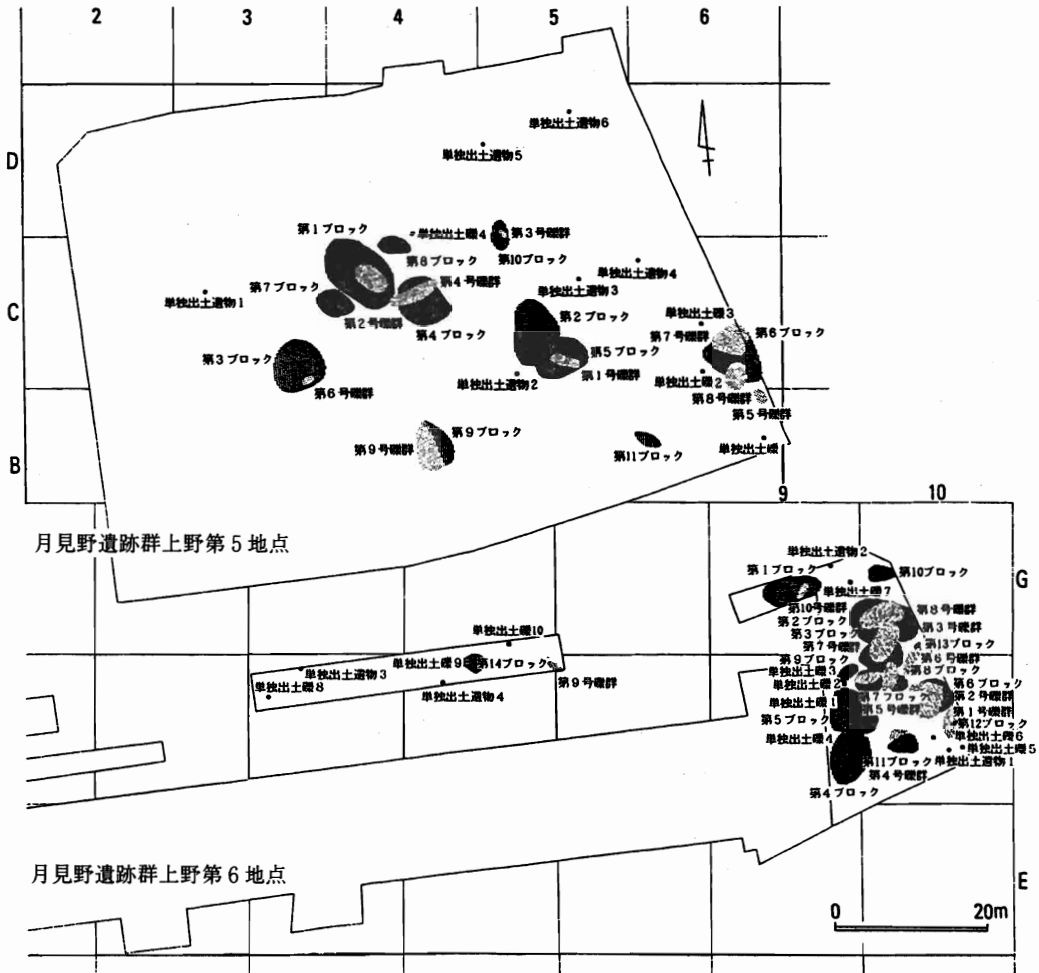 2 3 4 5 6
D
単独出土遺物6
単独出土遺物5
第1ブロック
単独出土礫4
第3号礫群
第8ブロック
第10ブロック
単独出土遺物4
C
第7ブロック
第4号礫群
単独出土遺物3
単独出土遺物1
第2号礫群
第2ブロック
単独出土礫3
第4ブロック
第7号礫群
第6ブロック
第3ブロック
第5ブロック
第1号礫群
単独出土遺物2
単独出土礫2
第6号礫群
第8号礫群
第5号礫群
第9ブロック
第9号礫群
単独出土礫
B
第11ブロック
9 10
月見野遺跡群上野第5地点
単独出土遺物2
第1ブロック
第10ブロック
G
単独出土礫7
第10号礫群
第8号礫群
第2ブロック
第3号礫群
単独出土礫10
第3ブロック
第13ブロック
第7号礫群
第6号礫群
単独出土礫9
第14ブロック
第9ブロック
第8ブロック
単独出土遺物3
単独出土礫3
第9号礫群
単独出土礫8
単独出土遺物4
単独出土礫2
第6ブロック
第7ブロック
第2号礫群
単独出土礫1
第5号礫群
第1号礫群
第5ブロック
第12ブロック
単独出土礫4
単独出土礫6
単独出土礫5
第11ブロック
単独出土遺物1
第4号礫群
第4ブロック
月見野遺跡群上野第6地点
E
0 20m